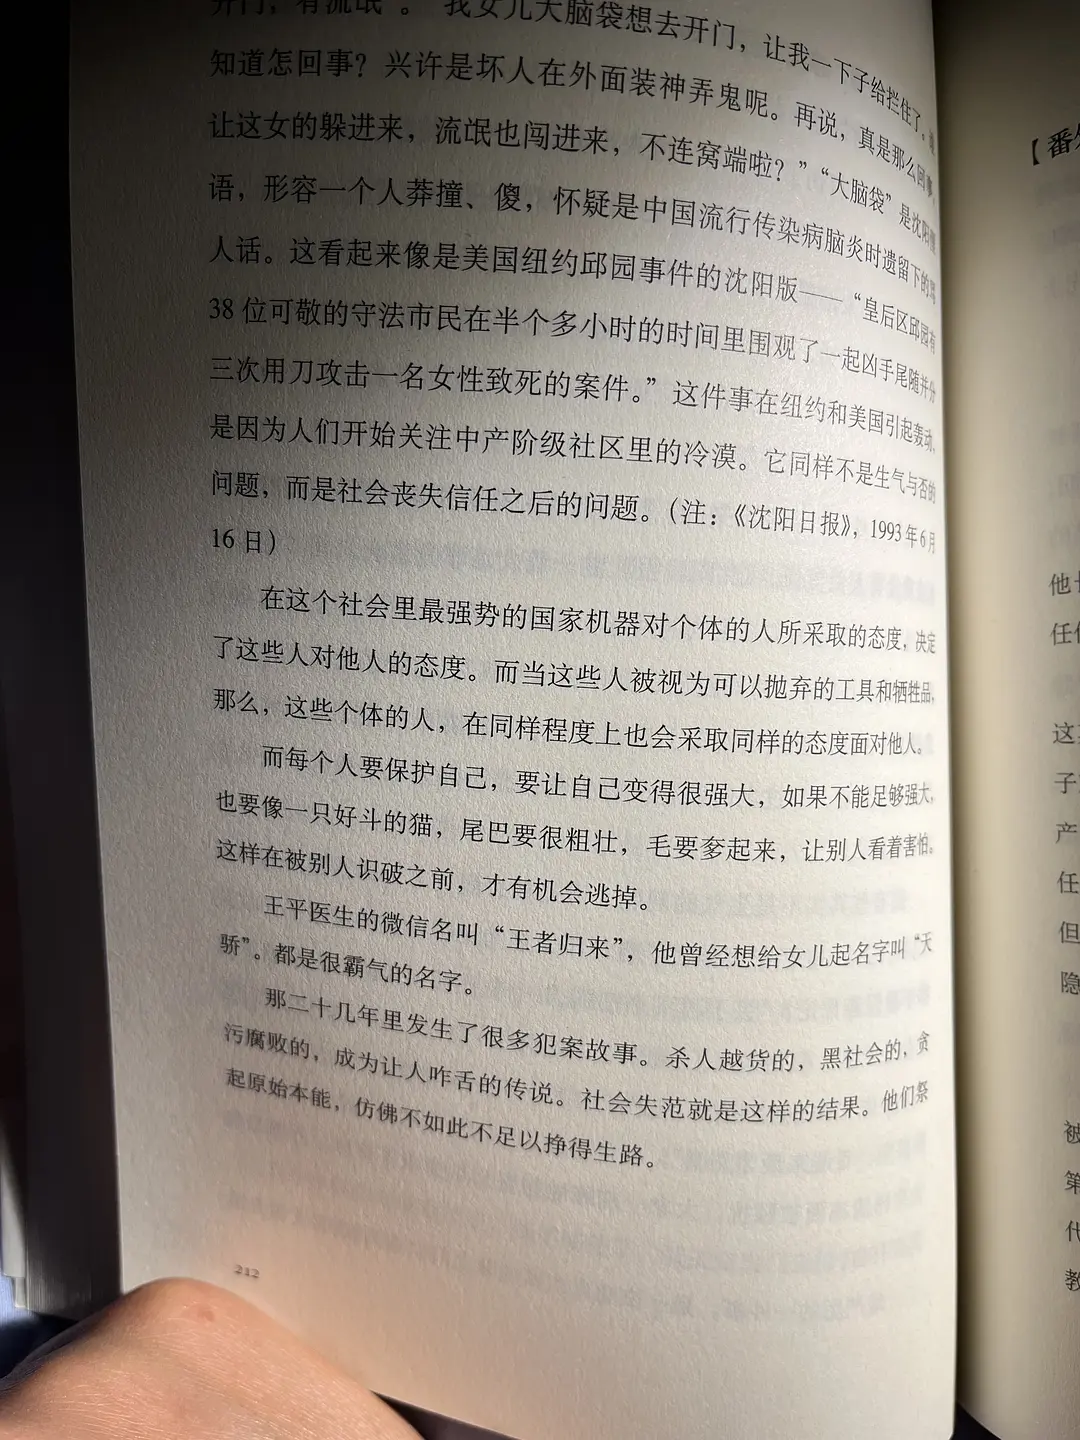 开门，有流氓”。“我女儿大脑袋想去开门，让我一下子给拦住了。
知道怎回事？兴许是坏人在外面装神弄鬼呢。再说，真是那么回事，
让这女的躲进来，流氓也闯进来，不连窝端啦？”“大脑袋”是沈阳
语，形容一个人莽撞、傻，怀疑是中国流行传染病脑炎时遗留下的骂
人话。这看起来像是美国纽约邱园事件的沈阳版——“皇后区邱园有
38 位可敬的守法市民在半个多小时的时间里围观了一起凶手尾随并分
三次用刀攻击一名女性致死的案件。”这件事在纽约和美国引起轰动，
是因为人们开始关注中产阶级社区里的冷漠。它同样不是生气与否的
问题，而是社会丧失信任之后的问题。（注：《沈阳日报》，1993 年 6 月
16 日）
在这个社会里最强势的国家机器对个体的人所采取的态度，决定
了这些人对他人的态度。而当这些人被视为可以抛弃的工具和牺牲品，
那么，这些个体的人，在同样程度上也会采取同样的态度面对他人。
而每个人要保护自己，要让自己变得很强大，如果不能足够强大，
也要像一只好斗的猫，尾巴要很粗壮，毛要奓起来，让别人看着害怕。
这样在被别人识破之前，才有机会逃掉。
王平医生的微信名叫“王者归来”，他曾经想给女儿起名字叫“天
骄”。都是很霸气的名字。
那二十几年里发生了很多犯案故事。杀人越货的，黑社会的，贪
污腐败的，成为让人咋舌的传说。社会失范就是这样的结果。他们祭
起原始本能，仿佛不如此不足以挣得生路。
212
【番
他
任
这
子
产
任
但
隐
被
第
代
教